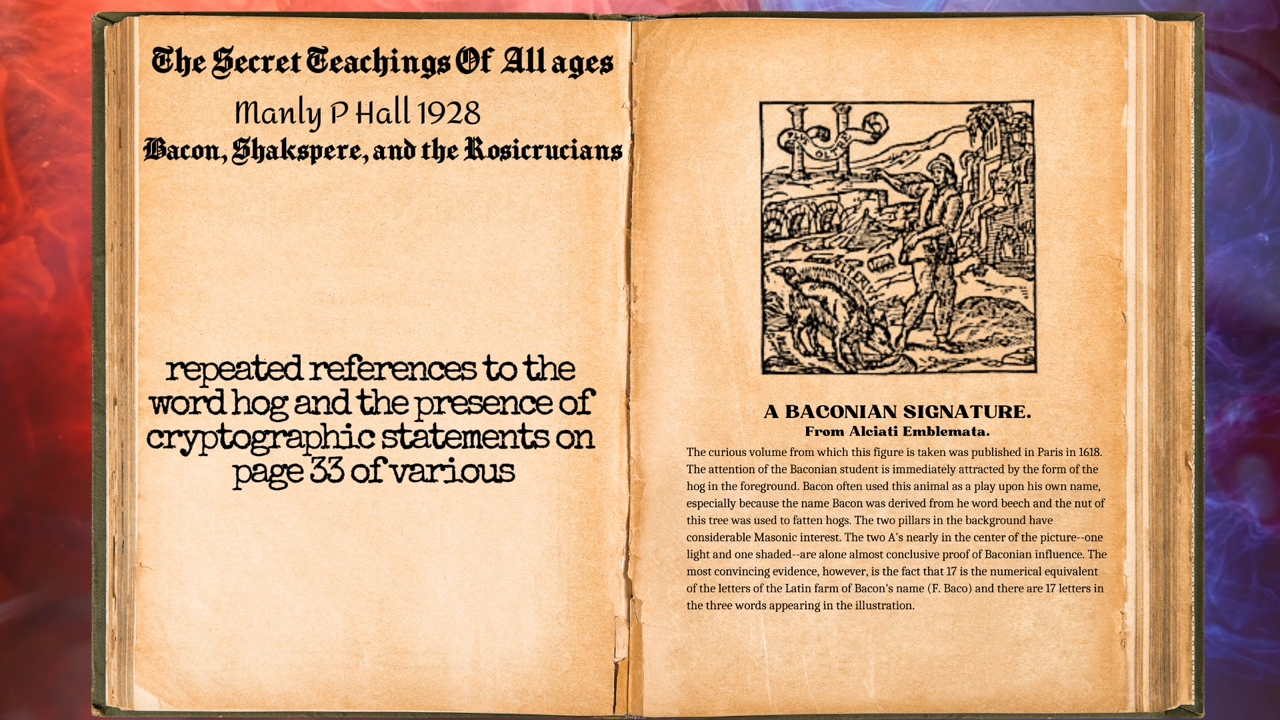 The Secret Teachings Of All ages
Manly P Hall 1928
Bacon, Shakspere, and the Rosicrucians
repeated references to the
word hog and the presence of
cryptographic statements on
page 33 of various
PLUS OLTRE
ALTERIUS
A BACONIAN SIGNATURE.
From Alciati Emblemata.
The curious volume from which this figure is taken was published in Paris in 1618.
The attention of the Baconian student is immediately attracted by the form of the
hog in the foreground. Bacon often used this animal as a play upon his own name,
especially because the name Bacon was derived from he word beech and the nut of
this tree was used to fatten hogs. The two pillars in the background have
considerable Masonic interest. The two A's nearly in the center of the picture--one
light and one shaded--are alone almost conclusive proof of Baconian influence. The
most convincing evidence, however, is the fact that 17 is the numerical equivalent
of the letters of the Latin farm of Bacon's name (F. Baco) and there are 17 letters in
the three words appearing in the illustration.